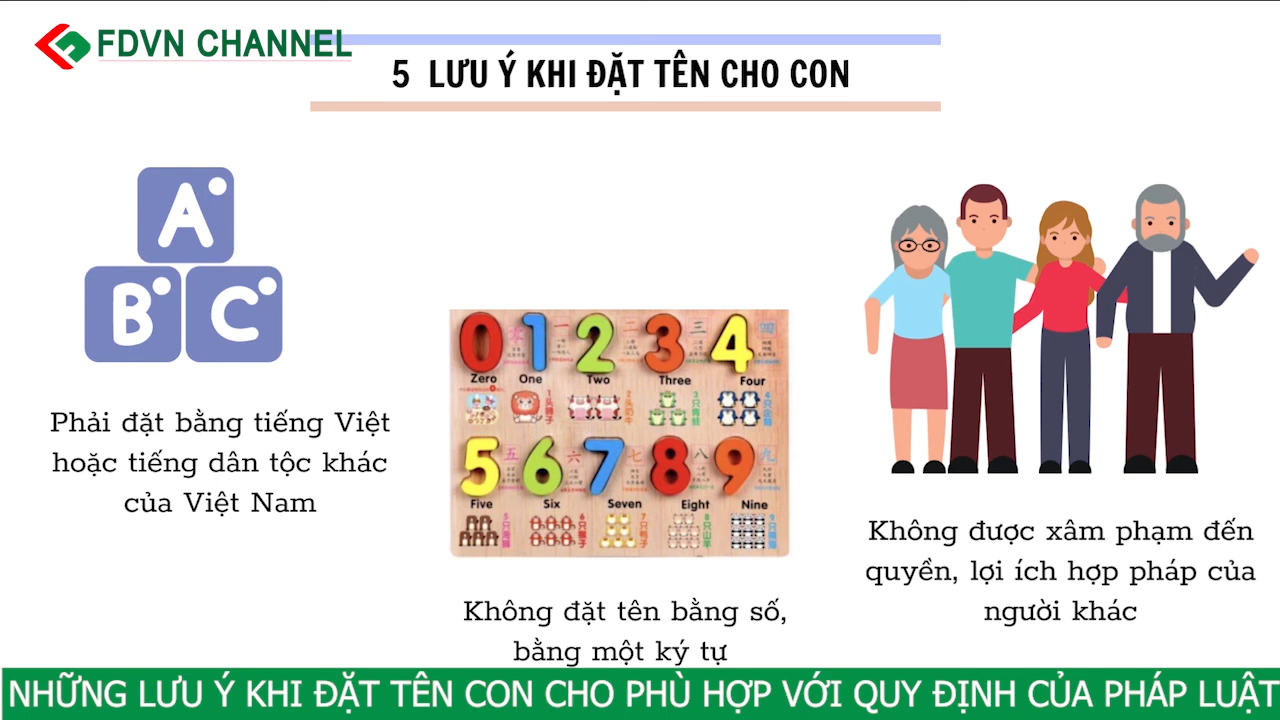 FDVN CHANNEL
5 LƯU Ý KHI ĐẶT TÊN CHO CON
A
B C
Phải đặt bằng tiếng Việt
hoặc tiếng dân tộc khác
của Việt Nam
0 1 2 3 4
Zero One Two Three Four
5 6 7 8 9
Five Six Seven Eight Nine
Không đặt tên bằng số,
bằng một ký tự
Không được xâm phạm đến
quyền, lợi ích hợp pháp của
người khác
NHỮNG LƯU Ý KHI ĐẶT TÊN CON CHO PHÙ HỢP VỚI QUY ĐỊNH CỦA PHÁP LUẬT